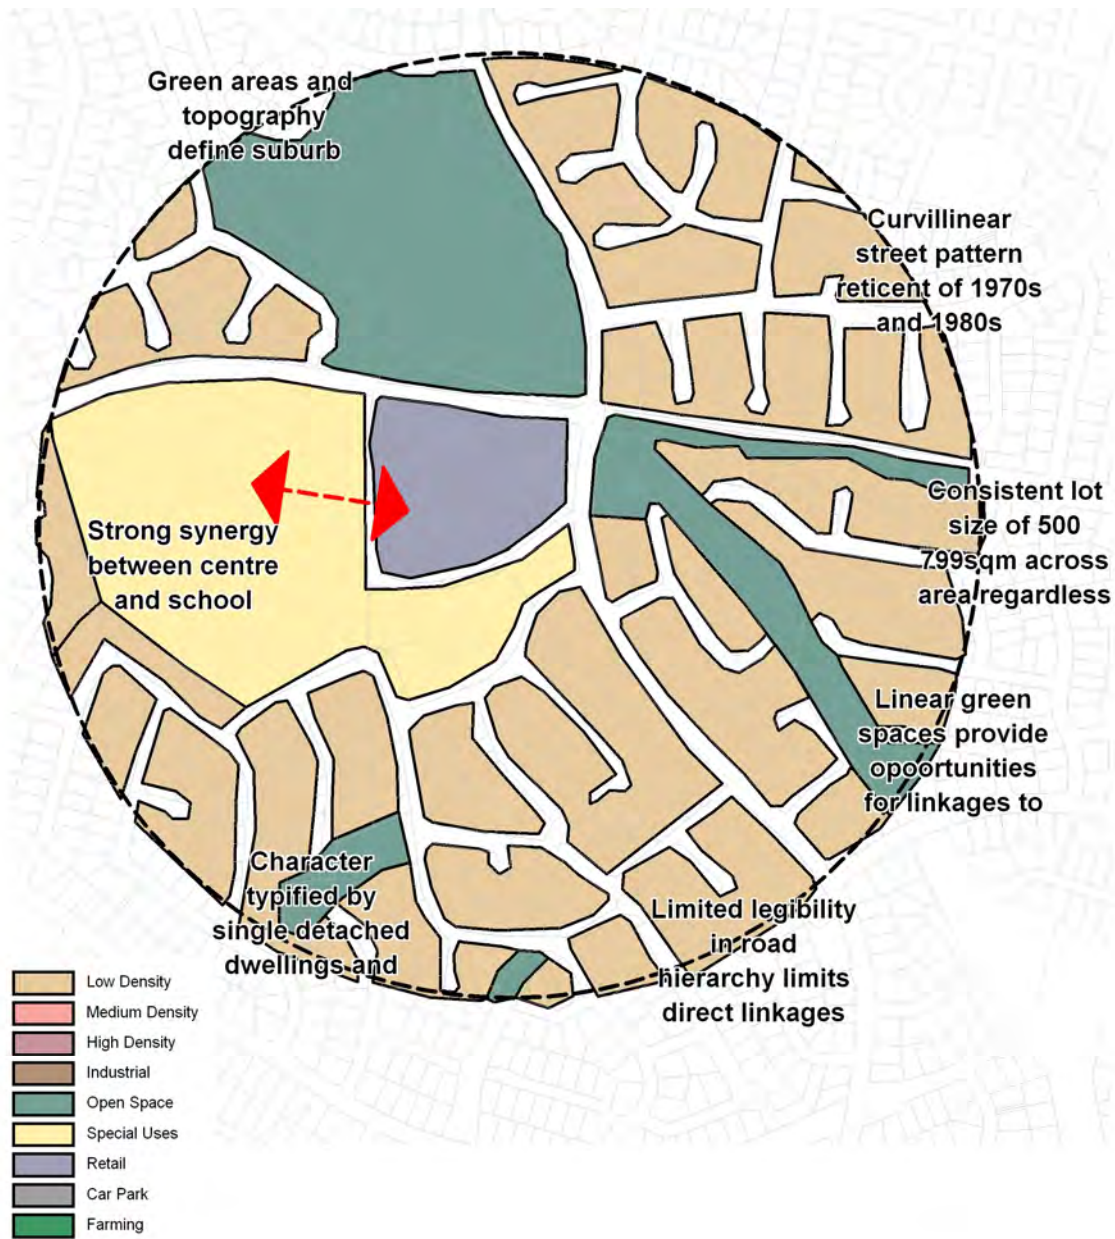 Green areas and
topography
define suburb
Curvillinear
street pattern
reticent of 1970s
and 1980s
Strong synergy
between centre
and school
Consistent lot
size of 500
799sqm across
area regardless
Linear green
spaces provide
opoortunities
for linkages to
Character
typified by
single detached
dwellings and
Limited legibility
in road
hierarchy limits
direct linkages
Low Density
Medium Density
High Density
Industrial
Open Space
Special Uses
Retail
Car Park
Farming